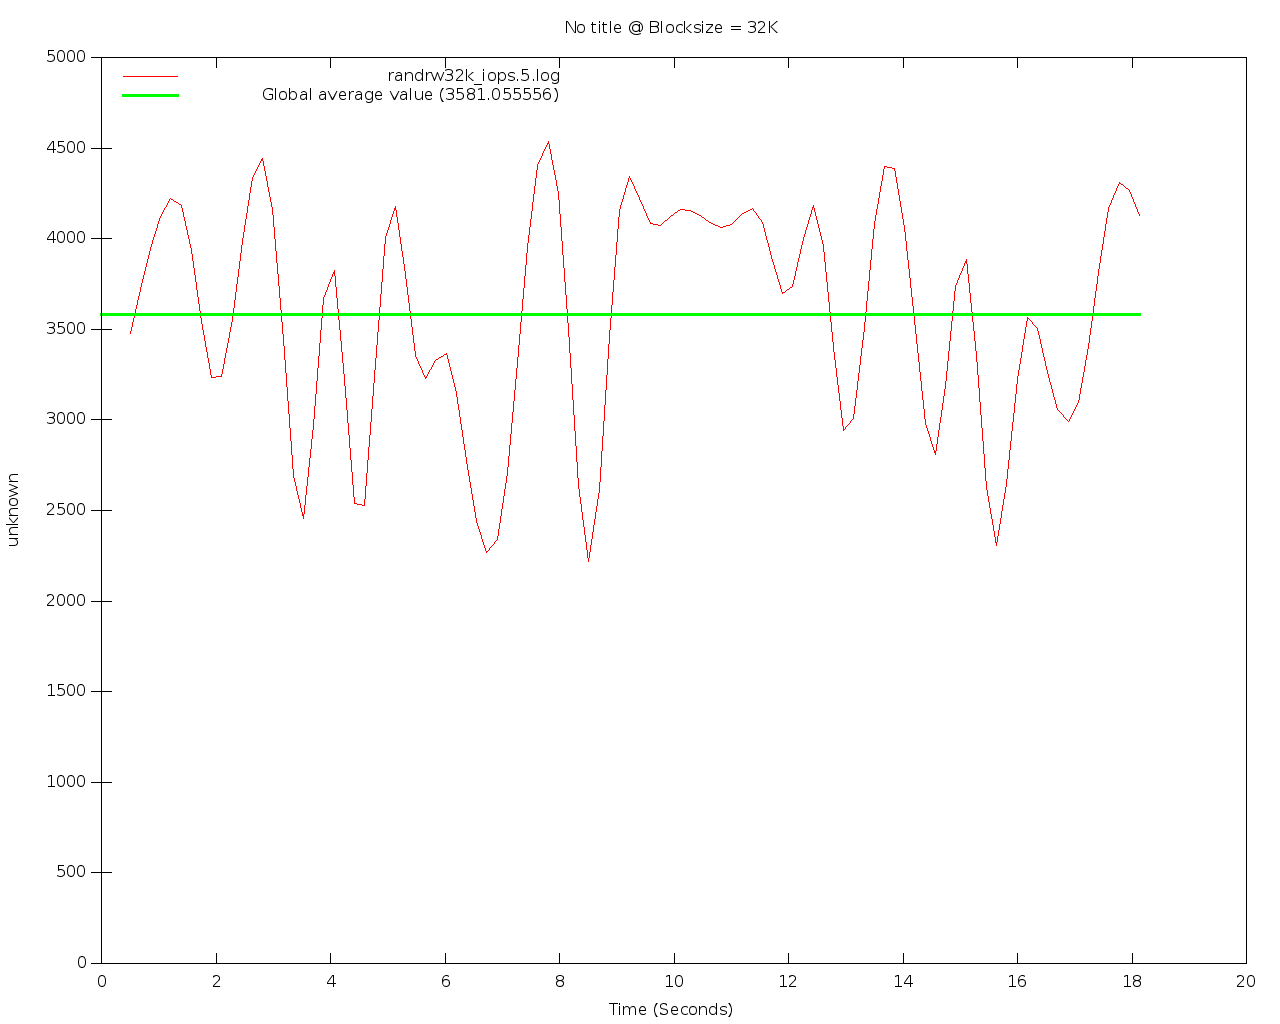 No title @ Blocksize = 32K
randrw32k_iops.5.log
Global average value (3581.055556)
5000
4500
4000
3500
3000
2500
2000
1500
1000
500
0
unknown
0 2 4 6 8 10 12 14 16 18 20
Time (Seconds)